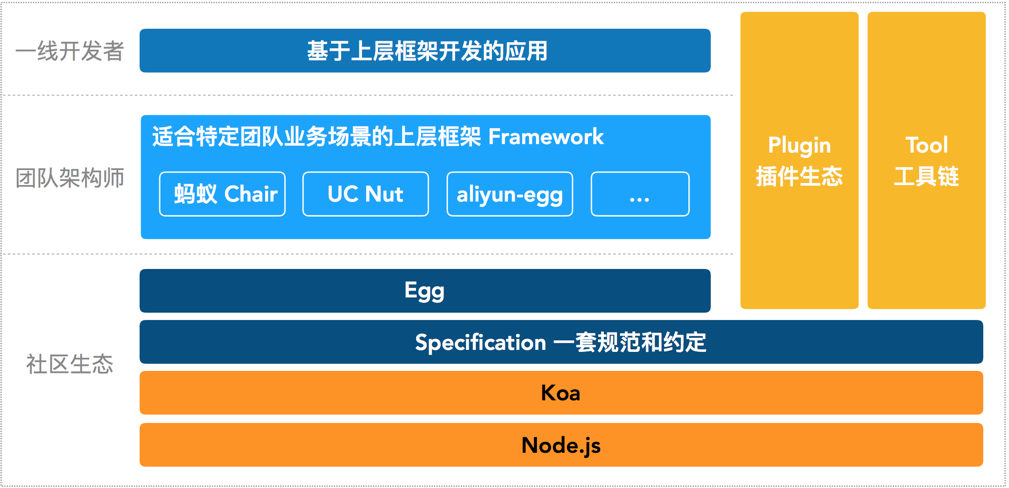 一线开发者
基于上层框架开发的应用
团队架构师
适合特定团队业务场景的上层框架 Framework
蚂蚁 Chair
UC Nut
aliyun-egg
...
Plugin
插件生态
Tool
工具链
社区生态
Egg
Specification 一套规范和约定
Koa
Node.js